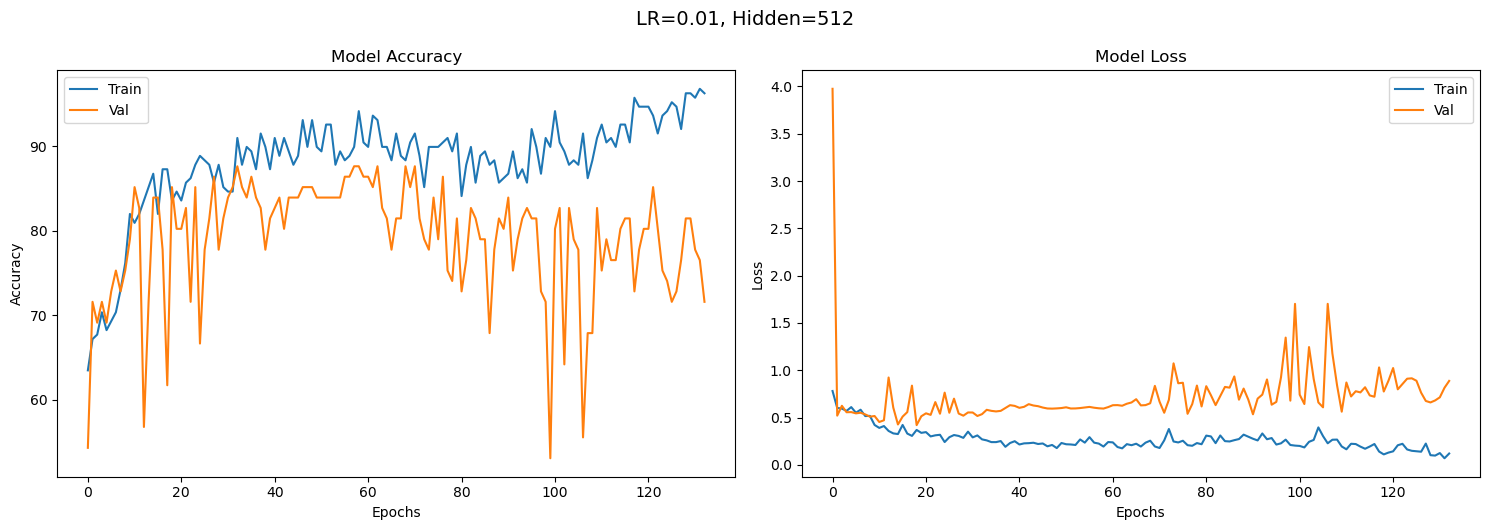 LR=0.01, Hidden=512
Model Accuracy
Train
Val
90
80
70
60
Accuracy
0 20 40 60 80 100 120
Epochs
Model Loss
Train
Val
4.0
3.5
3.0
2.5
2.0
1.5
1.0
0.5
0.0
Loss
0 20 40 60 80 100 120
Epochs